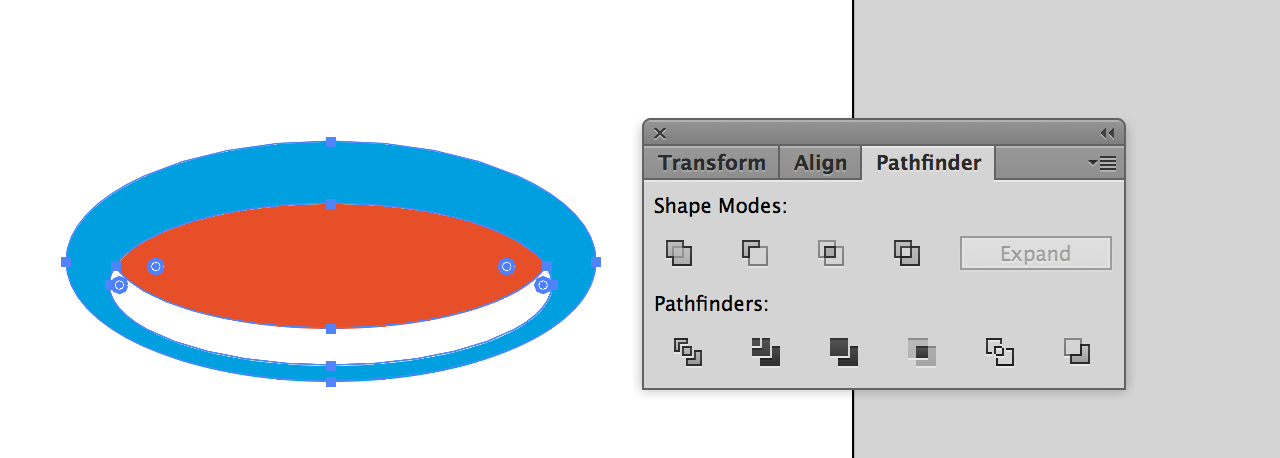 Transform Align Pathfinder
Shape Modes:
Expand
Pathfinders: